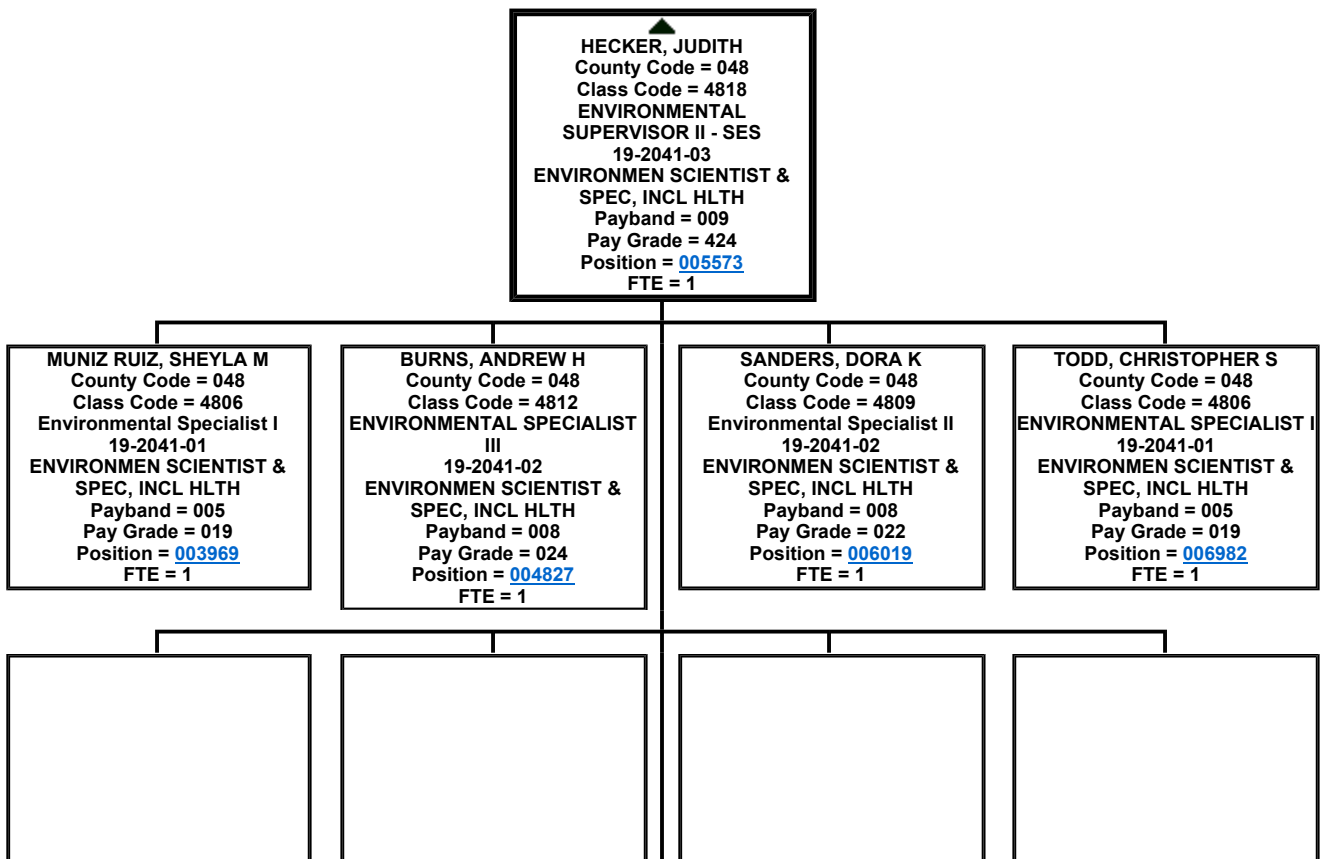 HECKER, JUDITH
County Code = 048
Class Code = 4818
ENVIRONMENTAL
SUPERVISOR II - SES
19-2041-03
ENVIRONMEN SCIENTIST &
SPEC, INCL HLTH
Payband = 009
Pay Grade = 424
Position = 005573
FTE = 1
MUNIZ RUIZ, SHEYLA M
County Code = 048
Class Code = 4806
Environmental Specialist I
19-2041-01
ENVIRONMEN SCIENTIST &
SPEC, INCL HLTH
Payband = 005
Pay Grade = 019
Position = 003969
FTE = 1
BURNS, ANDREW H
County Code = 048
Class Code = 4812
ENVIRONMENTAL SPECIALIST
III
19-2041-02
ENVIRONMEN SCIENTIST &
SPEC, INCL HLTH
Payband = 008
Pay Grade = 024
Position = 004827
FTE = 1
SANDERS, DORA K
County Code = 048
Class Code = 4809
Environmental Specialist II
19-2041-02
ENVIRONMEN SCIENTIST &
SPEC, INCL HLTH
Payband = 008
Pay Grade = 022
Position = 006019
FTE = 1
TODD, CHRISTOPHER S
County Code = 048
Class Code = 4806
ENVIRONMENTAL SPECIALIST I
19-2041-01
ENVIRONMEN SCIENTIST &
SPEC, INCL HLTH
Payband = 005
Pay Grade = 019
Position = 006982
FTE = 1